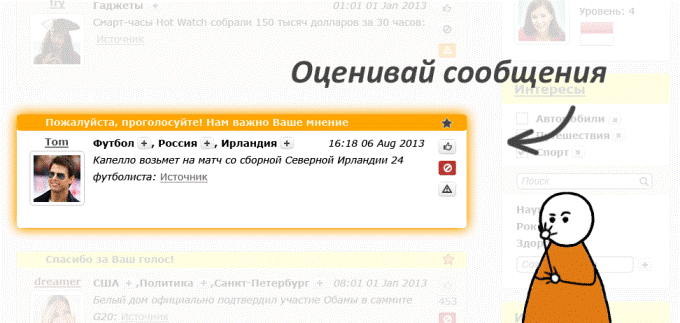 Try
Гаджеты + 01:01 01 Jan 2013
Смарт-часы Hot Watch собрали 150 тысяч долларов за 30 часов:
Источник
Уровень: 4
Оценивай сообщения
Интересы
Автомобили
Путешествия
Спорт
Пожалуйста, проголосуйте! Нам важно Ваше мнение
Tom
Футбол +, Россия +, Ирландия + 16:18 06 Aug 2013
Капелло возьмет на матч со сборной Северной Ирландии 24
футболиста: Источник
Поиск
Спасибо за Ваш голос!
dreamer
США +, Политика +, Санкт-Петербург + 08:01 01 Jan 2013
Белый дом официально подтвердил участие Обамы в саммите
G20: Источник
453